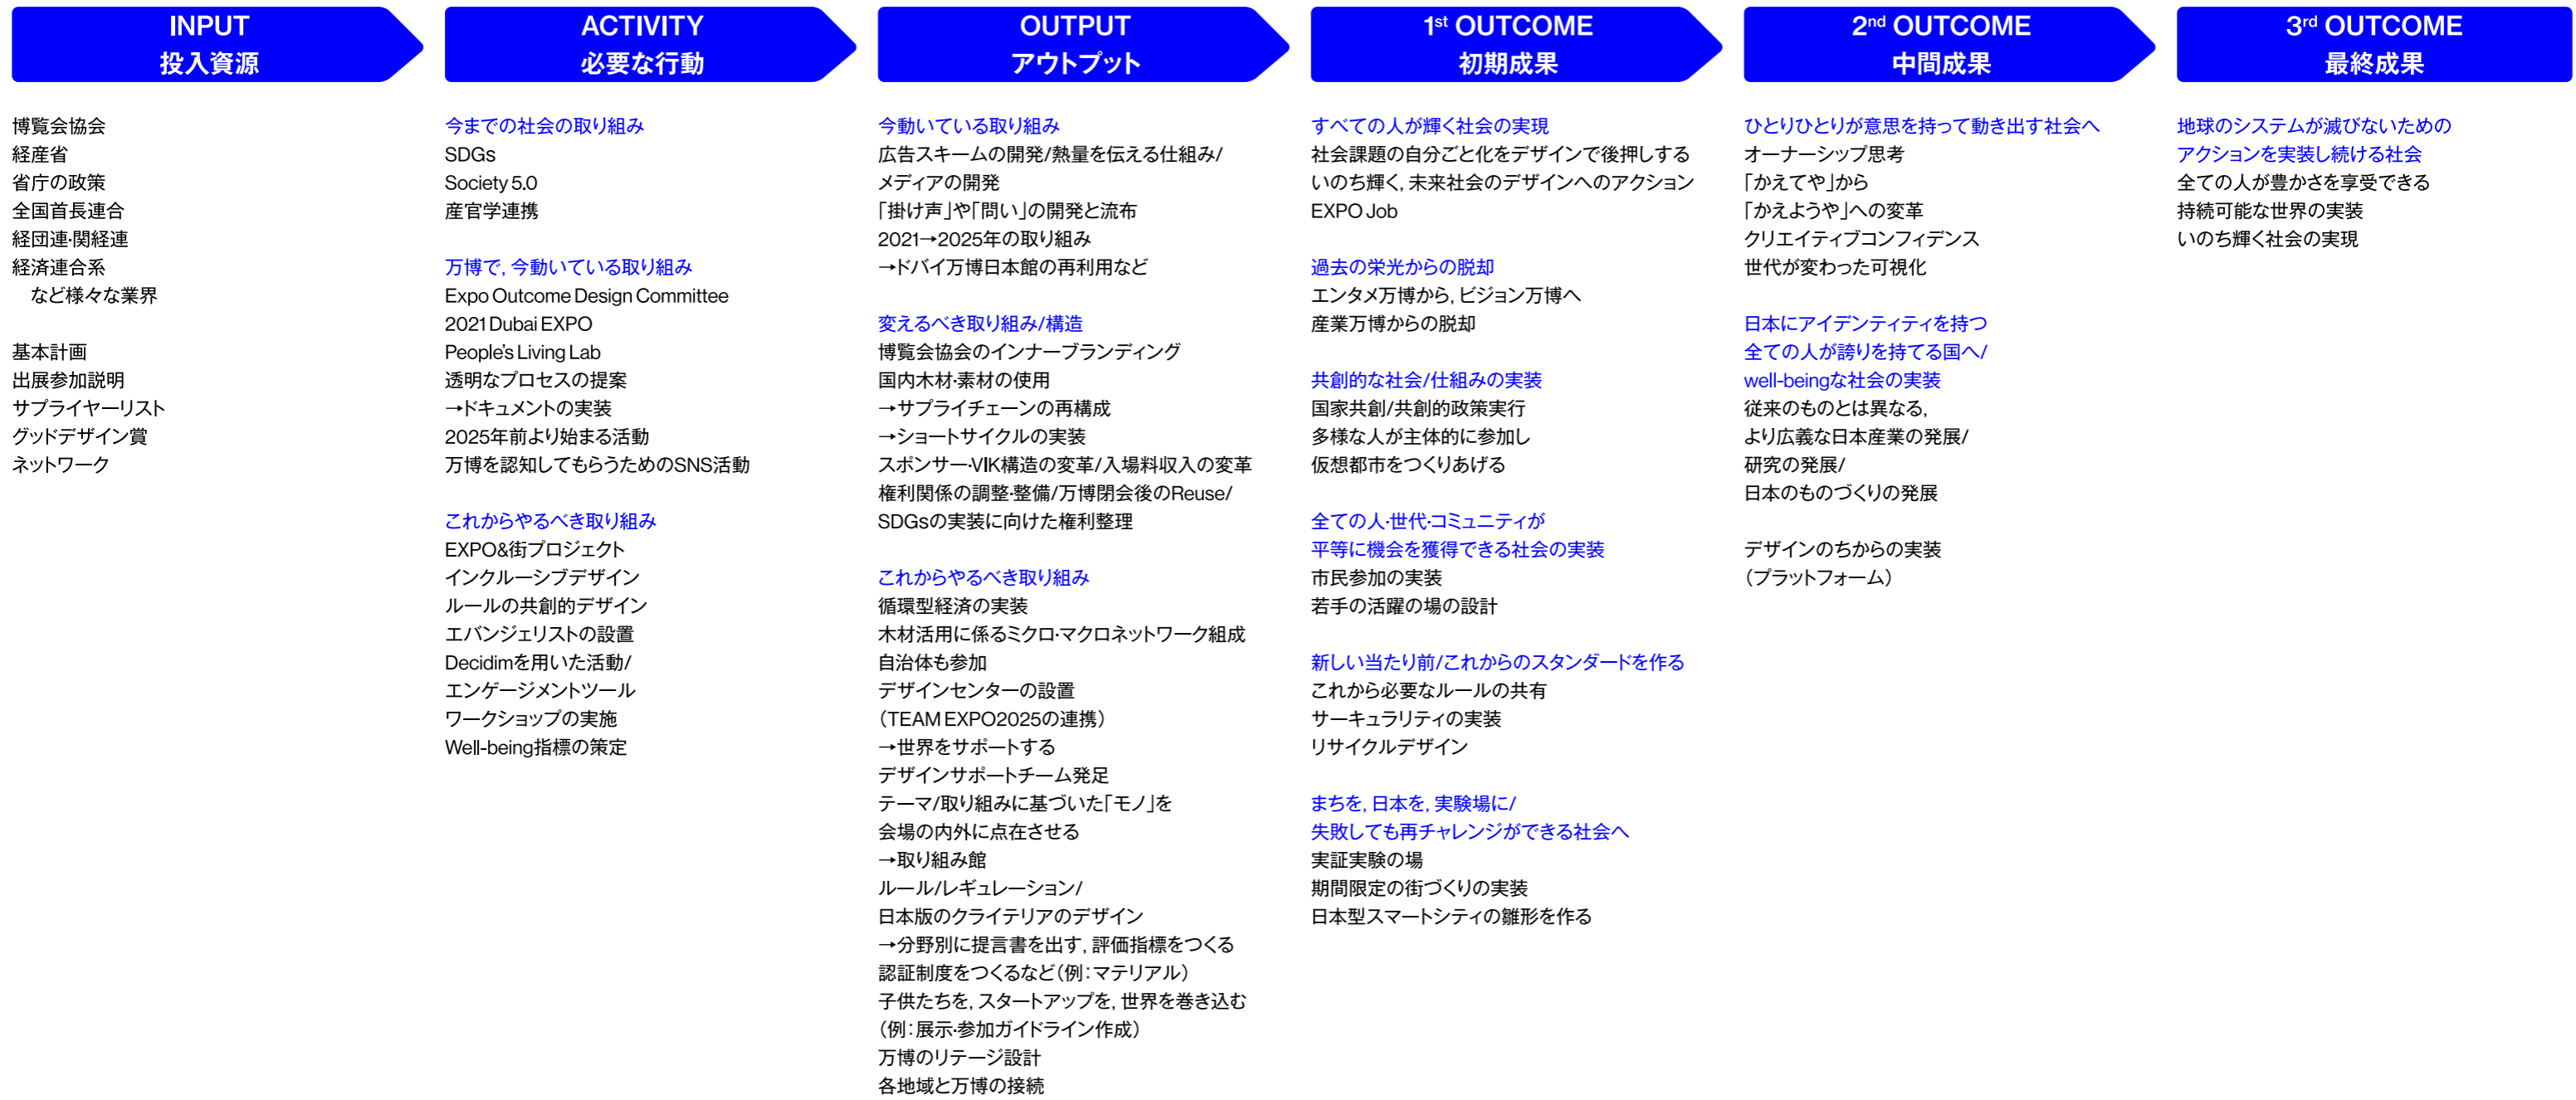 INPUT
投入資源
博覧会協会
経産省
省庁の政策
全国首長連合
経団連・関経連
経済連合系
など様々な業界
基本計画
出展参加説明
サプライヤーリスト
グッドデザイン賞
ネットワーク
ACTIVITY
必要な行動
今までの社会の取り組み
SDGs
Society 5.0
産官学連携
万博で, 今動いている取り組み
Expo Outcome Design Committee
2021 Dubai EXPO
People's Living Lab
透明なプロセスの提案
→ドキュメントの実装
2025年前より始まる活動
万博を認知してもらうためのSNS活動
これからやるべき取り組み
EXPO&街プロジェクト
インクルーシブデザイン
ルールの共創的デザイン
エバンジェリストの設置
Decidimを用いた活動/
エンゲージメントツール
ワークショップの実施
Well-being指標の策定
OUTPUT
アウトプット
今動いている取り組み
広告スキームの開発/熱量を伝える仕組み/
メディアの開発
「掛け声」や「問い」の開発と流布
2021→2025年の取り組み
→ドバイ万博日本館の再利用など
変えるべき取り組み/構造
博覧会協会のインナーブランディング
国内木材・素材の使用
→サプライチェーンの再構成
→ショートサイクルの実装
スポンサー・VIK構造の変革/入場料収入の変革
権利関係の調整・整備/万博閉会後のReuse/
SDGsの実装に向けた権利整理
これからやるべき取り組み
循環型経済の実装
木材活用に係るミクロ・マクロネットワーク組成
自治体も参加
デザインセンターの設置
（TEAM EXPO2025の連携）
→世界をサポートする
デザインサポートチーム発足
テーマ/取り組みに基づいた「モノ」を
会場の内外に点在させる
→取り組み館
ルール/レギュレーション/
日本版のクライテリアのデザイン
→分野別に提言書を出す, 評価指標をつくる
認証制度をつくるなど（例：マテリアル）
子供たちを, スタートアップを, 世界を巻き込む
（例：展示・参加ガイドライン作成）
万博のリテージ設計
各地域と万博の接続
1st OUTCOME
初期成果
すべての人が輝く社会の実現
社会課題の自分ごと化をデザインで後押しする
いのち輝く, 未来社会のデザインへのアクション
EXPO Job
過去の栄光からの脱却
エンタメ万博から, ビジョン万博へ
産業万博からの脱却
共創的な社会/仕組みの実装
国家共創/共創的政策実行
多様な人が主体的に参加し
仮想都市をつくりあげる
全ての人・世代・コミュニティが
平等に機会を獲得できる社会の実装
市民参加の実装
若手の活躍の場の設計
新しい当たり前/これからのスタンダードを作る
これから必要なルールの共有
サーキュラリティの実装
リサイクルデザイン
まちを, 日本を, 実験場に/
失敗しても再チャレンジができる社会へ
実証実験の場
期間限定の街づくりの実装
日本型スマートシティの雛形を作る
2nd OUTCOME
中間成果
ひとりひとりが意思を持って動き出す社会へ
オーナーシップ思考
「かえてや」から
「かえようや」への変革
クリエイティブコンフィデンス
世代が変わった可視化
日本にアイデンティティを持つ
全ての人が誇りを持てる国へ/
well-beingな社会の実装
従来のものとは異なる,
より広義な日本産業の発展/
研究の発展/
日本のものづくりの発展
デザインのちからの実装
（プラットフォーム）
3rd OUTCOME
最終成果
地球のシステムが滅びないための
アクションを実装し続ける社会
全ての人が豊かさを享受できる
持続可能な世界の実装
いのち輝く社会の実現